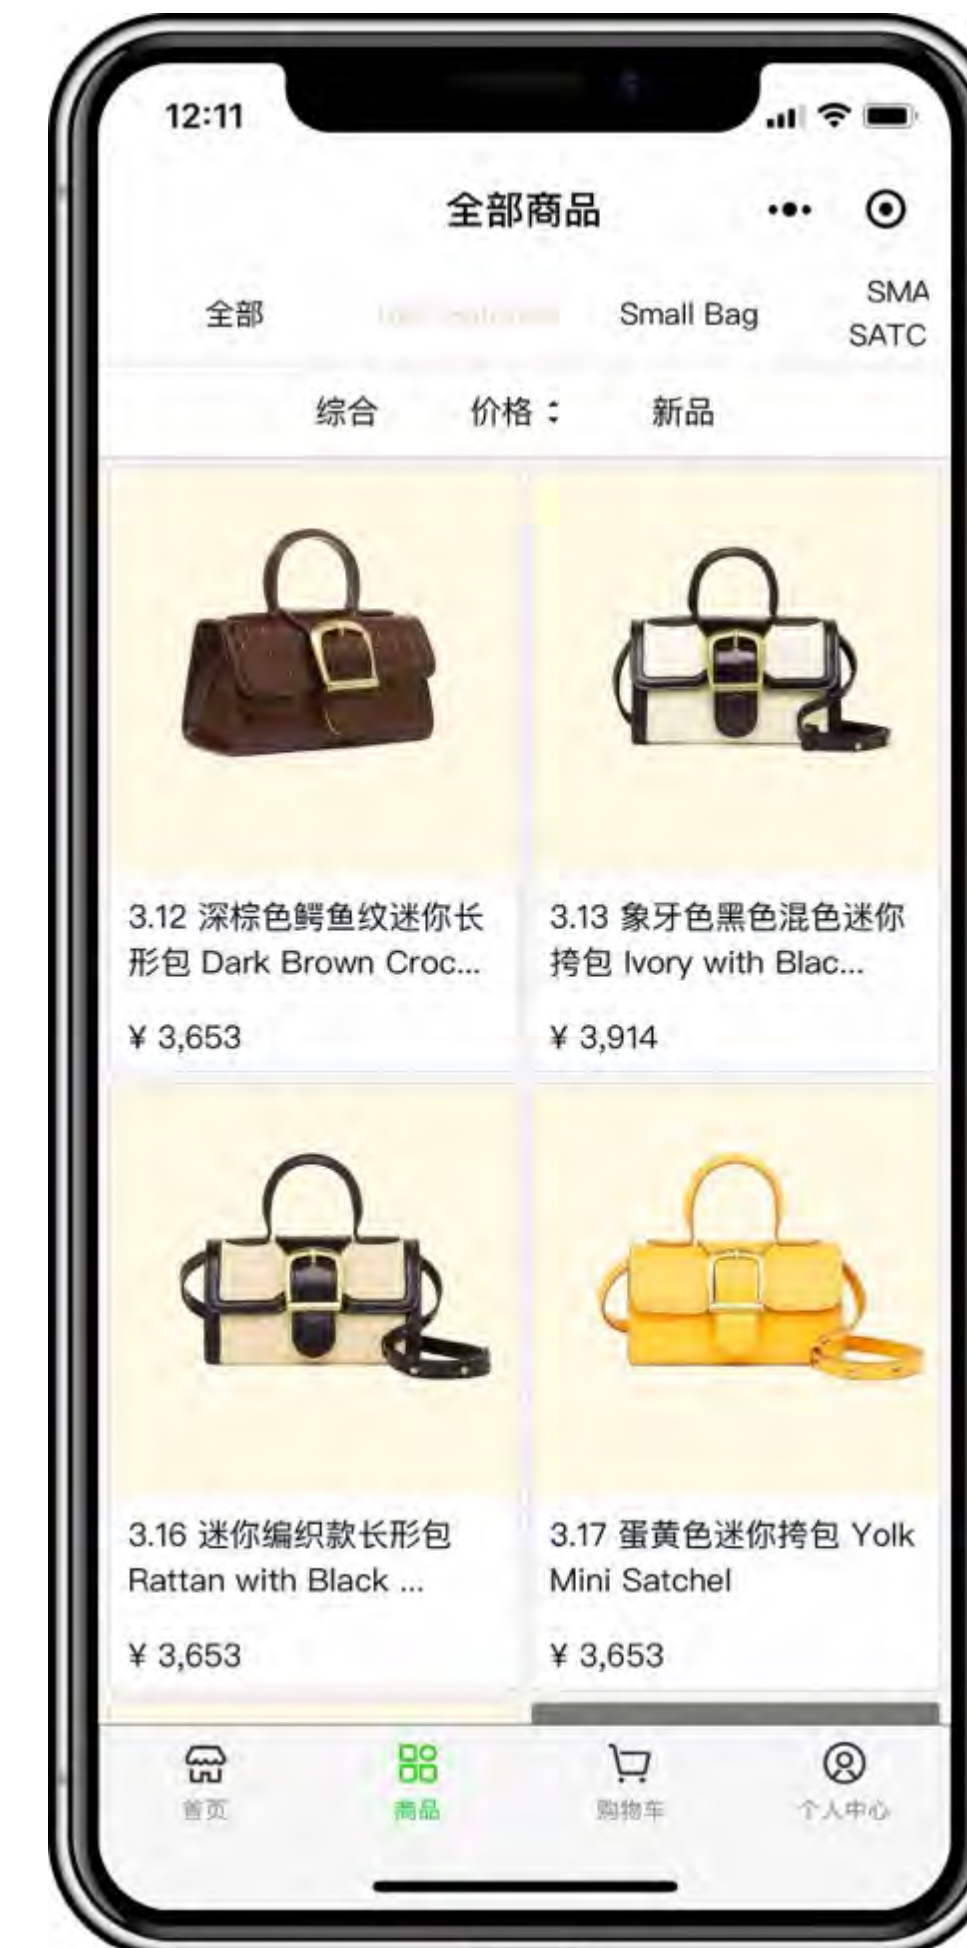 12:11
全部商品
全部
Small Bag
SMA
SATC
综合 价格 新品
3.12 深棕色鳄鱼纹迷你长
形包 Dark Brown Croc...
¥ 3,653
3.13 象牙色黑色混色迷你
挎包 Ivory with Blac...
¥ 3,914
3.16 迷你编织款长形包
Rattan with Black ...
¥ 3,653
3.17 蛋黄色迷你挎包 Yolk
Mini Satchel
¥ 3,653
首页 商品 购物车 个人中心